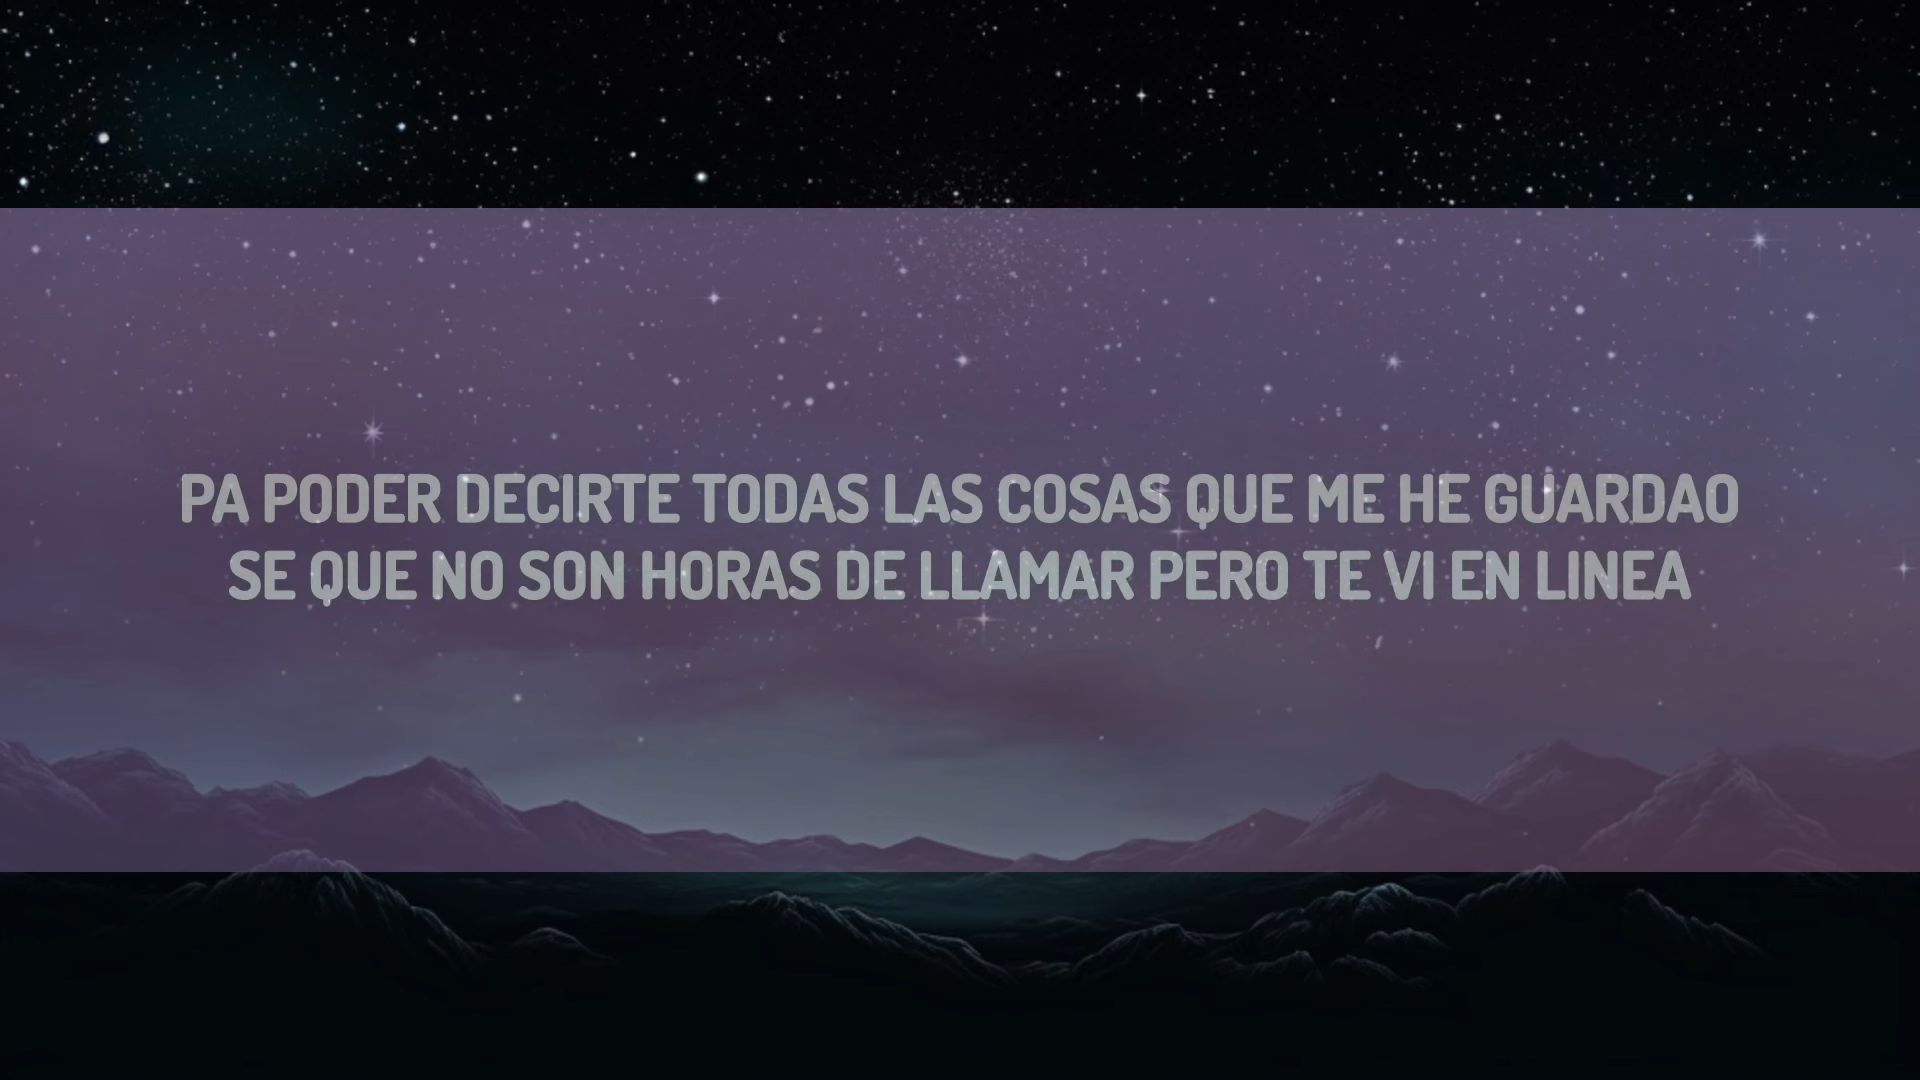 PA PODER DECIRTE TODAS LAS COSAS QUE ME HE GUARDAO
SE QUE NO SON HORAS DE LLAMAR PERO TE VI EN LINEA